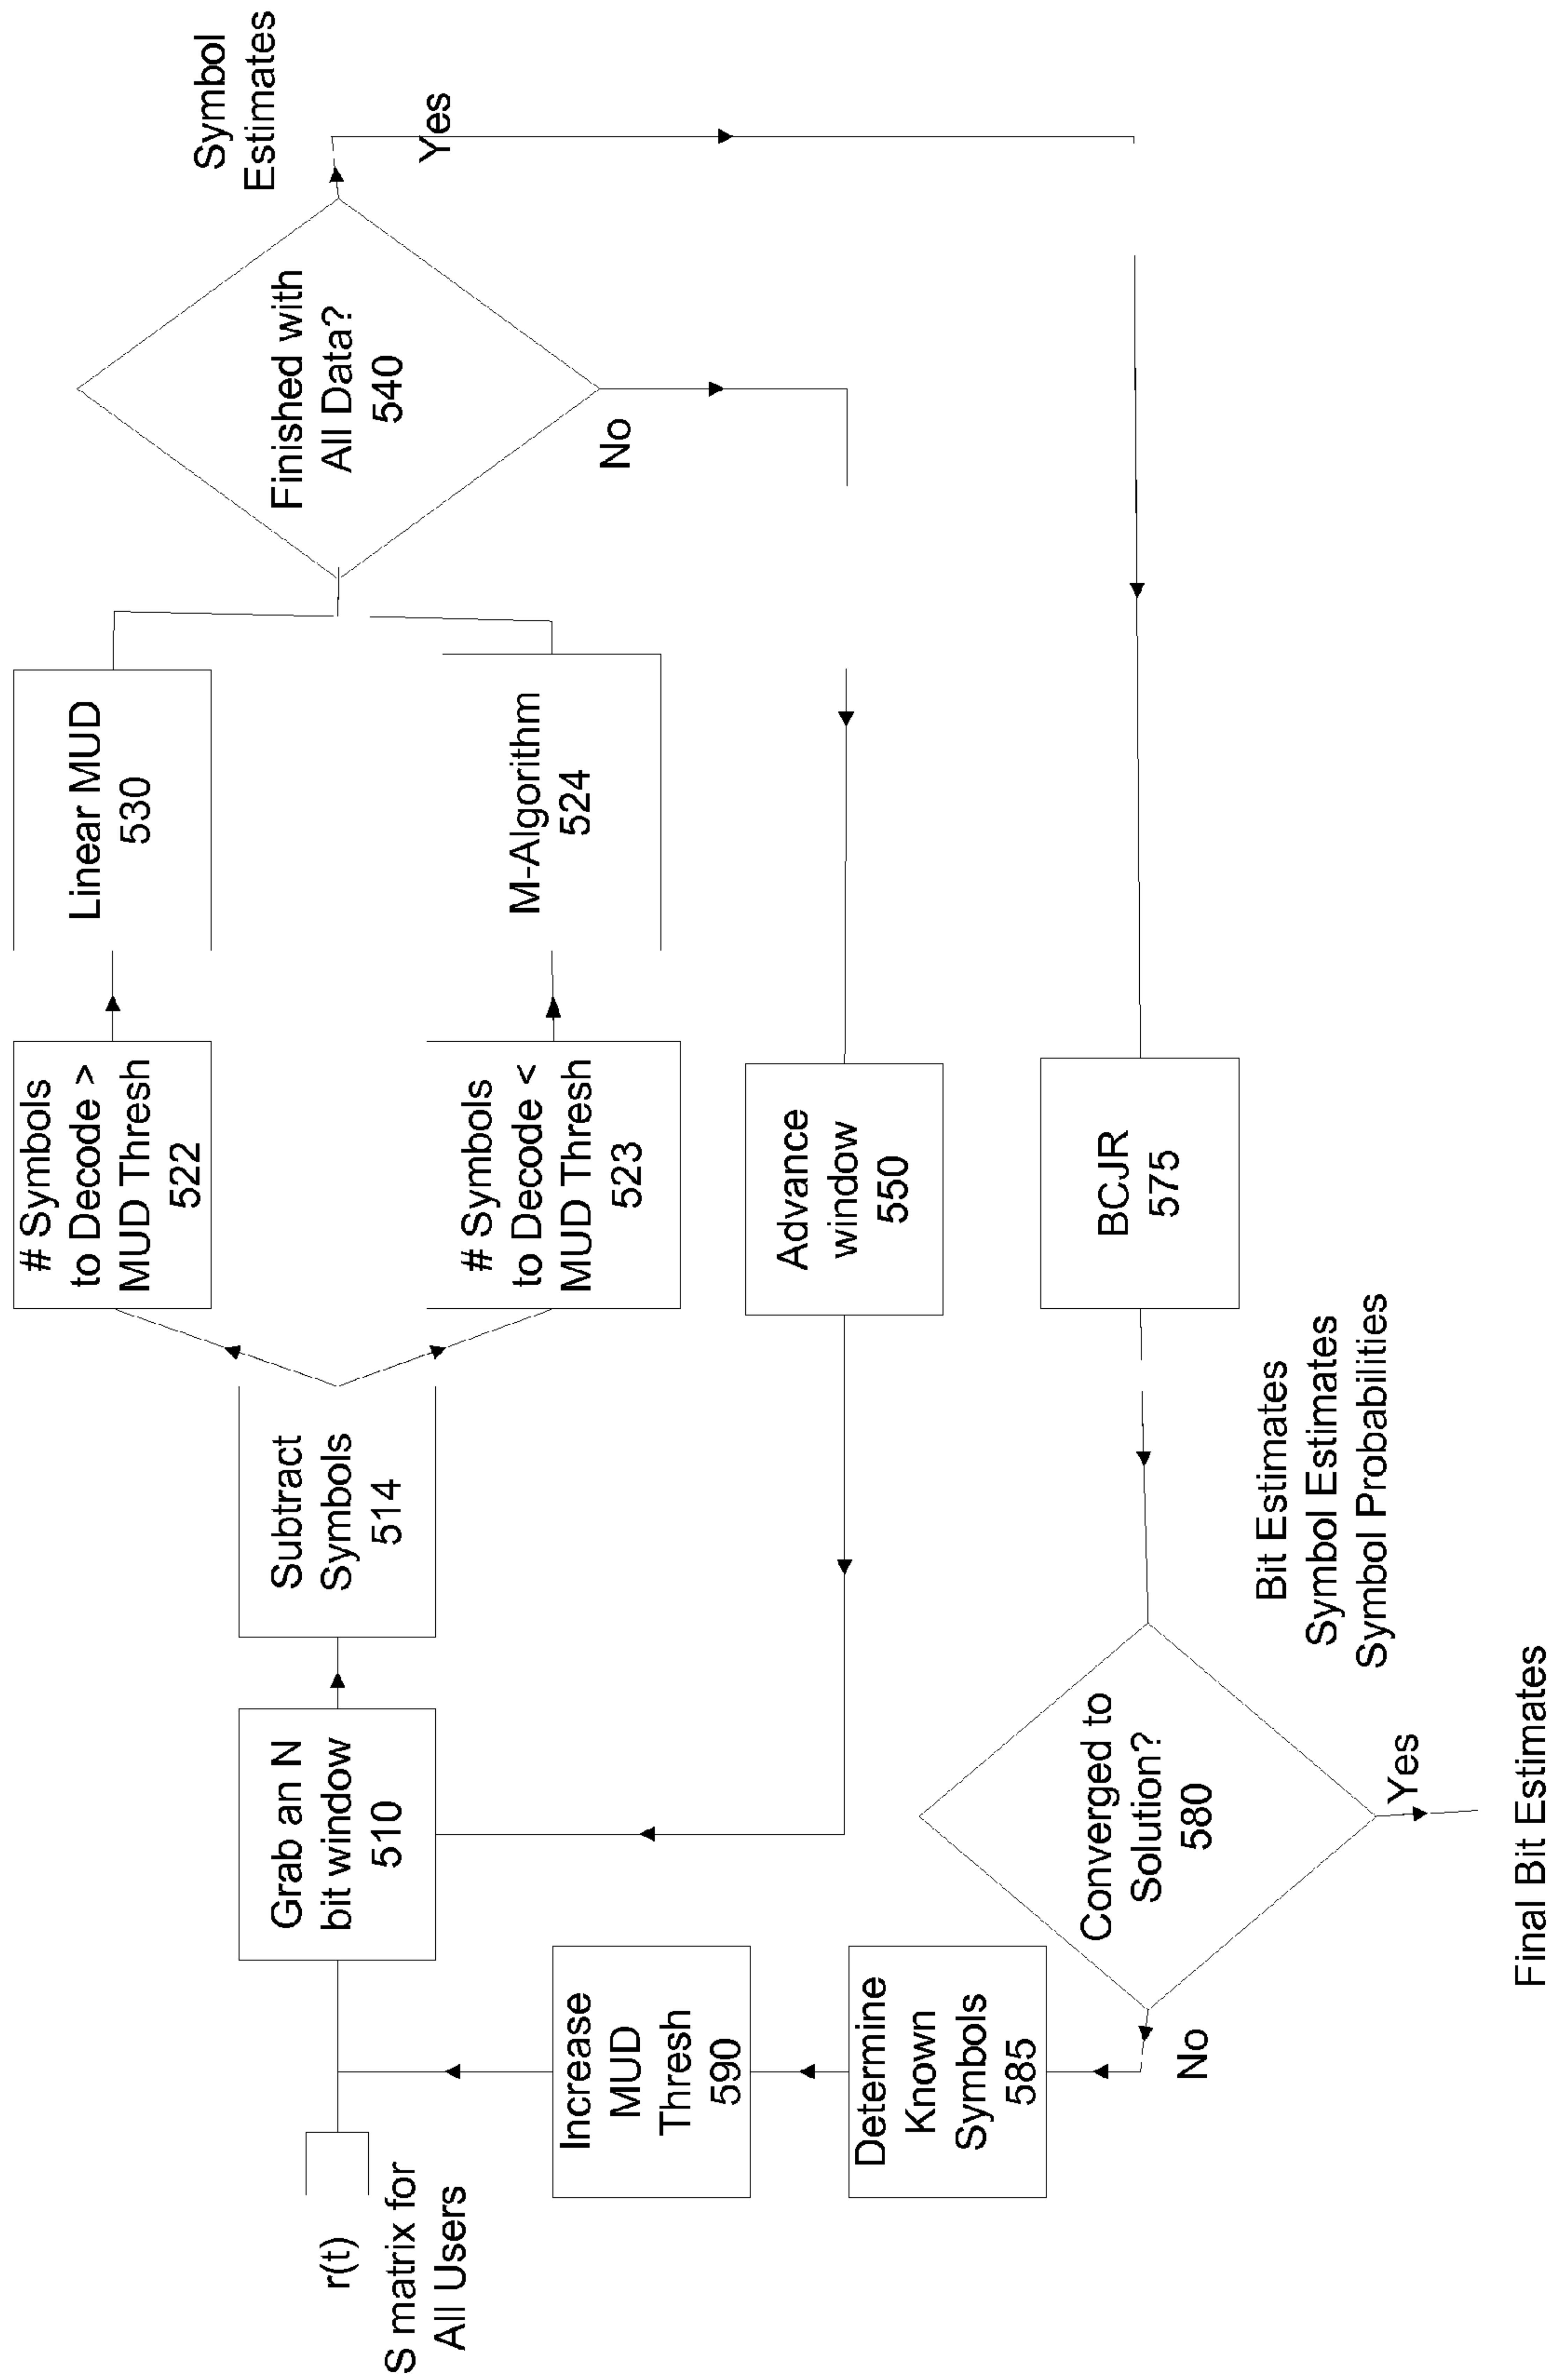 r(t)
S matrix for
All Users
Grab an N
bit window
510
Subtract
Symbols
514
# Symbols
to Decode >
MUD Thresh
522
# Symbols
to Decode <
MUD Thresh
523
Linear MUD
530
M-Algorithm
524
Finished with
All Data?
540
Symbol
Estimates
Yes
No
Advance
window
550
BCJR
575
Bit Estimates
Symbol Estimates
Symbol Probabilities
Converged to
Solution?
580
Yes
Final Bit Estimates
No
Determine
Known
Symbols
585
Increase
MUD
Thresh
590